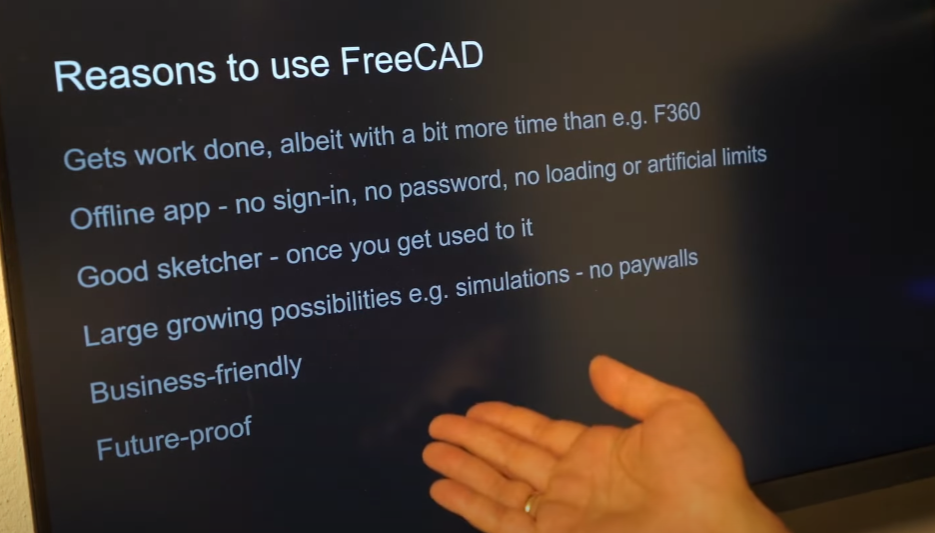 Reasons to use FreeCAD
Gets work done, albeit with a bit more time than e.g. F360
Offline app - no sign-in, no password, no loading or artificial limits
Good sketcher - once you get used to it
Large growing possibilities e.g. simulations - no paywalls
Business-friendly
Future-proof